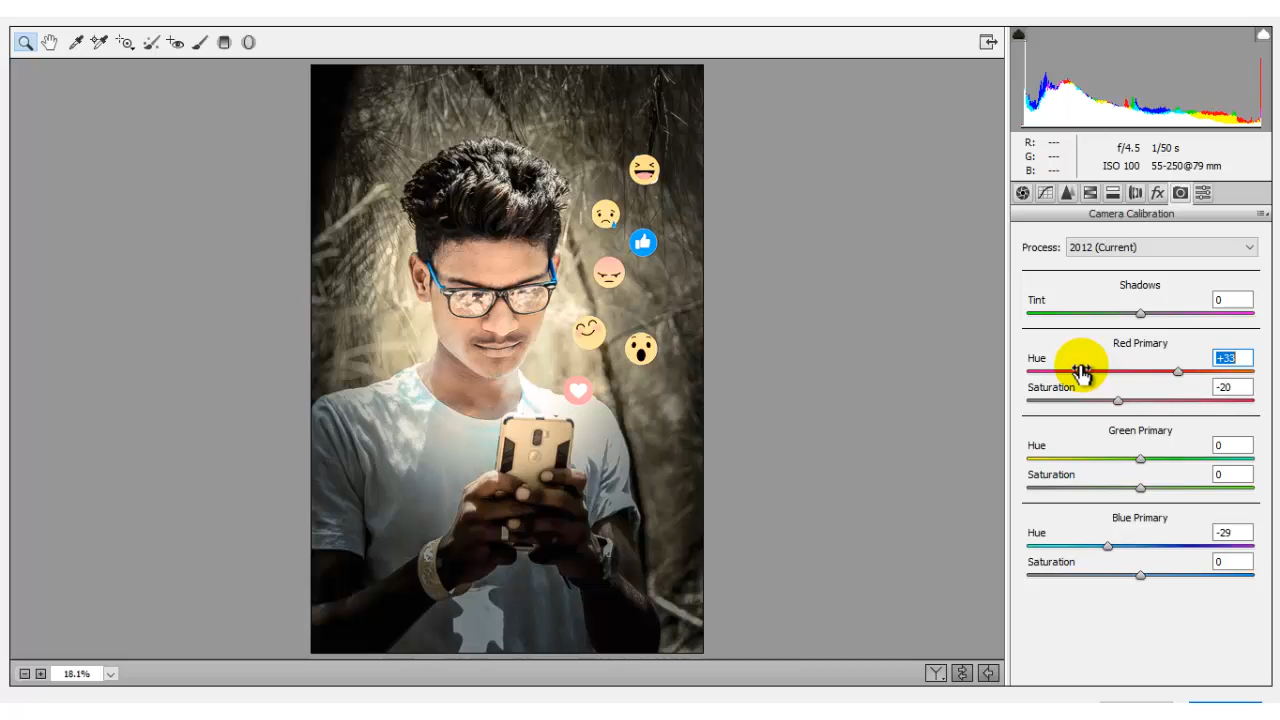 R: ---
G: ---
B: ---
f/4.5 1/50 s
ISO 100 55-250@79 mm
fx
Camera Calibration
Process: 2012 (Current)
Shadows
Tint 0
Red Primary
Hue +33
Saturation -20
Green Primary
Hue 0
Saturation 0
Blue Primary
Hue -29
Saturation 0
18.1%
Y